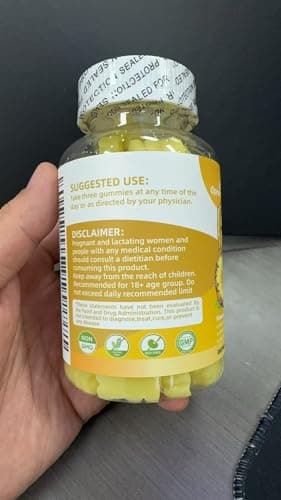 SEALED FOR
PROTECTION
SUGGESTED USE:
Take three gummies at any time of the
day to as directed by your physician.
DISCLAIMER:
Pregnant and lactating women and
people with any medical condition
should consult a dietitian before
consuming this product.
Keep away from the reach of children.
Recommended for 18+ age group. Do
not exceed daily recommended limit
These statements have not been evaluated by
the Food and Drug Administration. This product is
not intended to diagnose,treat,cure,or prevent
any disease
NON
GMO
GMP